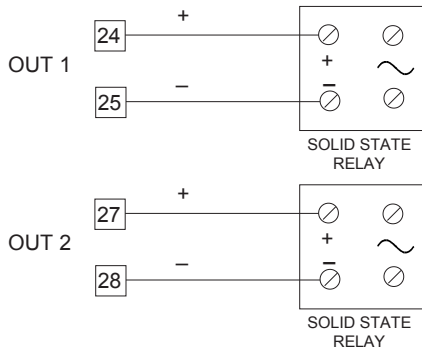 +
24
OUT 1
+
25
–
–
SOLID STATE
RELAY
+
27
OUT 2
+
28
–
–
SOLID STATE
RELAY